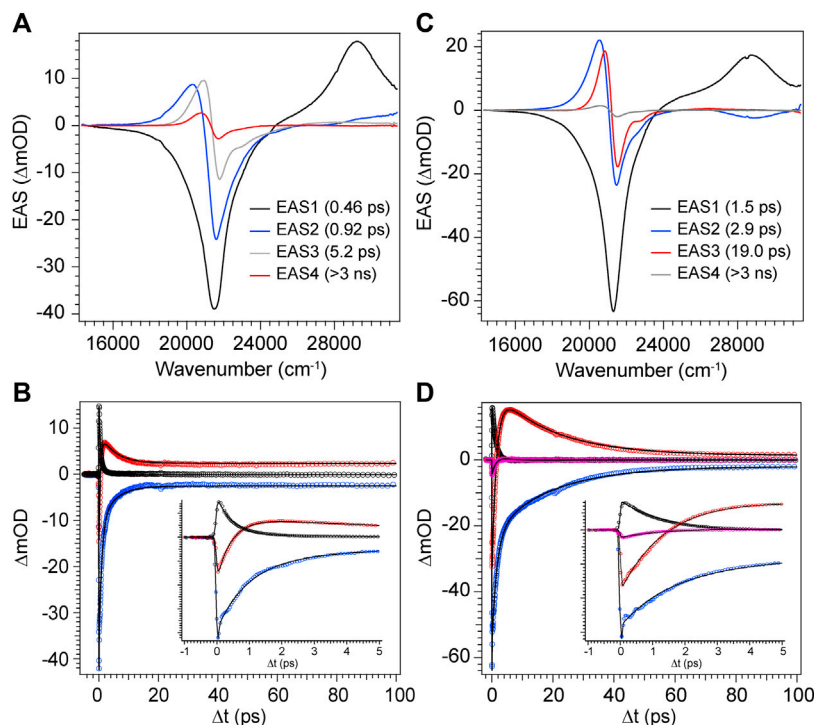 A
EAS (ΔmOD)
10
0
-10
-20
-30
-40
EAS1 (0.46 ps)
EAS2 (0.92 ps)
EAS3 (5.2 ps)
EAS4 (>3 ns)
16000 20000 24000 28000
Wavenumber (cm⁻¹)
C
EAS (ΔmOD)
20
0
-20
-40
-60
EAS1 (1.5 ps)
EAS2 (2.9 ps)
EAS3 (19.0 ps)
EAS4 (>3 ns)
16000 20000 24000 28000
Wavenumber (cm⁻¹)
B
ΔmOD
10
0
-10
-20
-30
-40
-1 0 1 2 3 4 5
Δt (ps)
0 20 40 60 80 100
Δt (ps)
D
ΔmOD
20
0
-20
-40
-60
-1 0 1 2 3 4 5
Δt (ps)
0 20 40 60 80 100
Δt (ps)